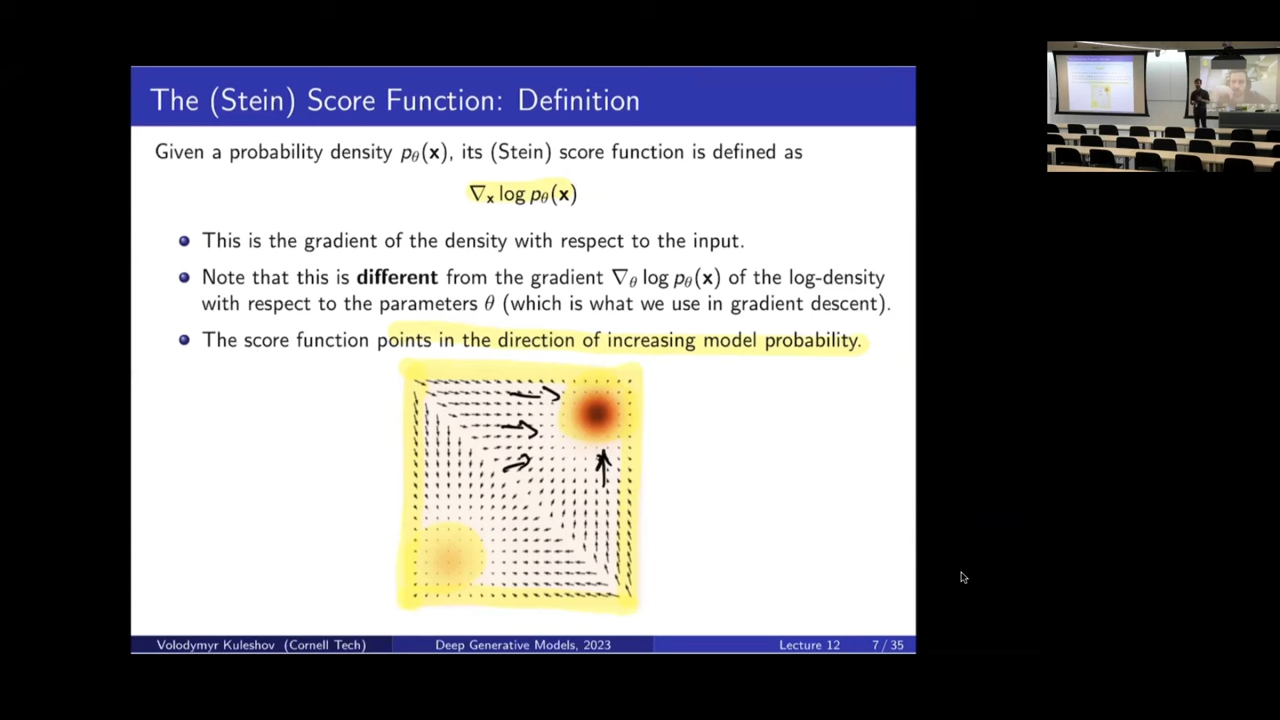 The (Stein) Score Function: Definition
Given a probability density pθ(x), its (Stein) score function is defined as
∇x log pθ(x)
This is the gradient of the density with respect to the input.
Note that this is different from the gradient ∇θ log pθ(x) of the log-density
with respect to the parameters θ (which is what we use in gradient descent).
The score function points in the direction of increasing model probability.
Volodymyr Kuleshov (Cornell Tech) Deep Generative Models, 2023 Lecture 12 7 / 35